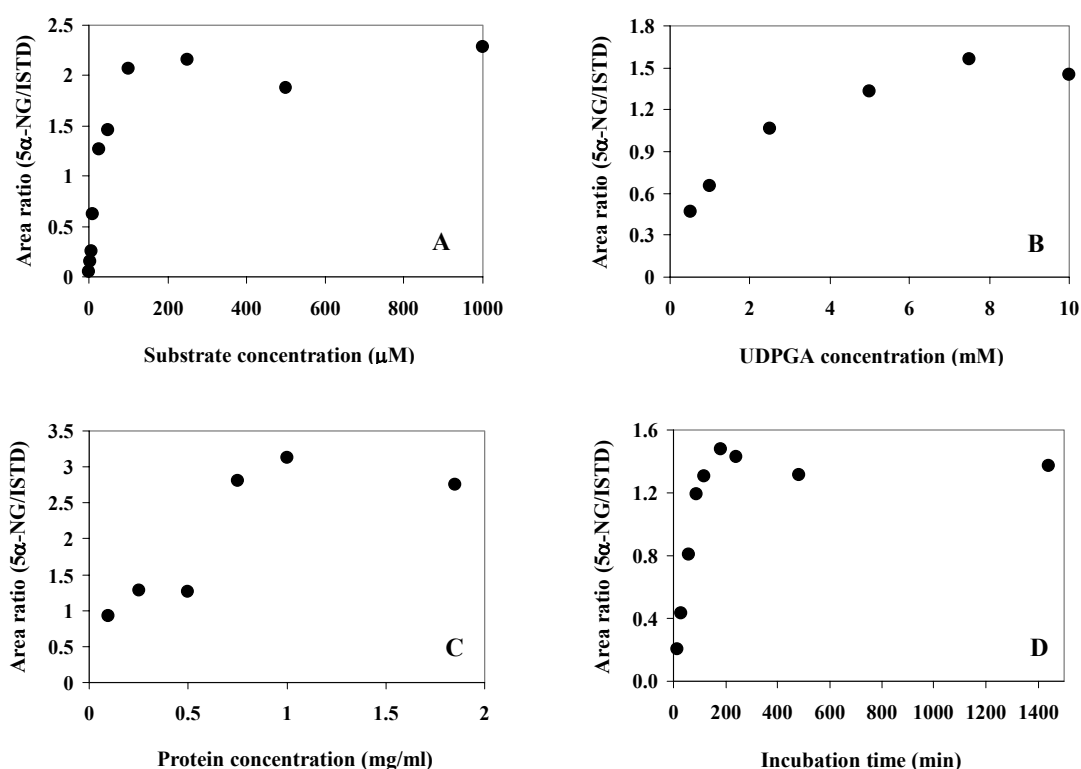 Area ratio (5α-NG/ISTD)
2.5
2
1.5
1
0.5
0
A
0 200 400 600 800 1000
Substrate concentration (μM)
Area ratio (5α-NG/ISTD)
1.8
1.5
1.2
0.9
0.6
0.3
0
B
0 2 4 6 8 10
UDPGA concentration (mM)
Area ratio (5α-NG/ISTD)
3.5
3
2.5
2
1.5
1
0.5
0
C
0 0.5 1 1.5 2
Protein concentration (mg/ml)
Area ratio (5α-NG/ISTD)
1.6
1.2
0.8
0.4
0.0
D
0 200 400 600 800 1000 1200 1400
Incubation time (min)